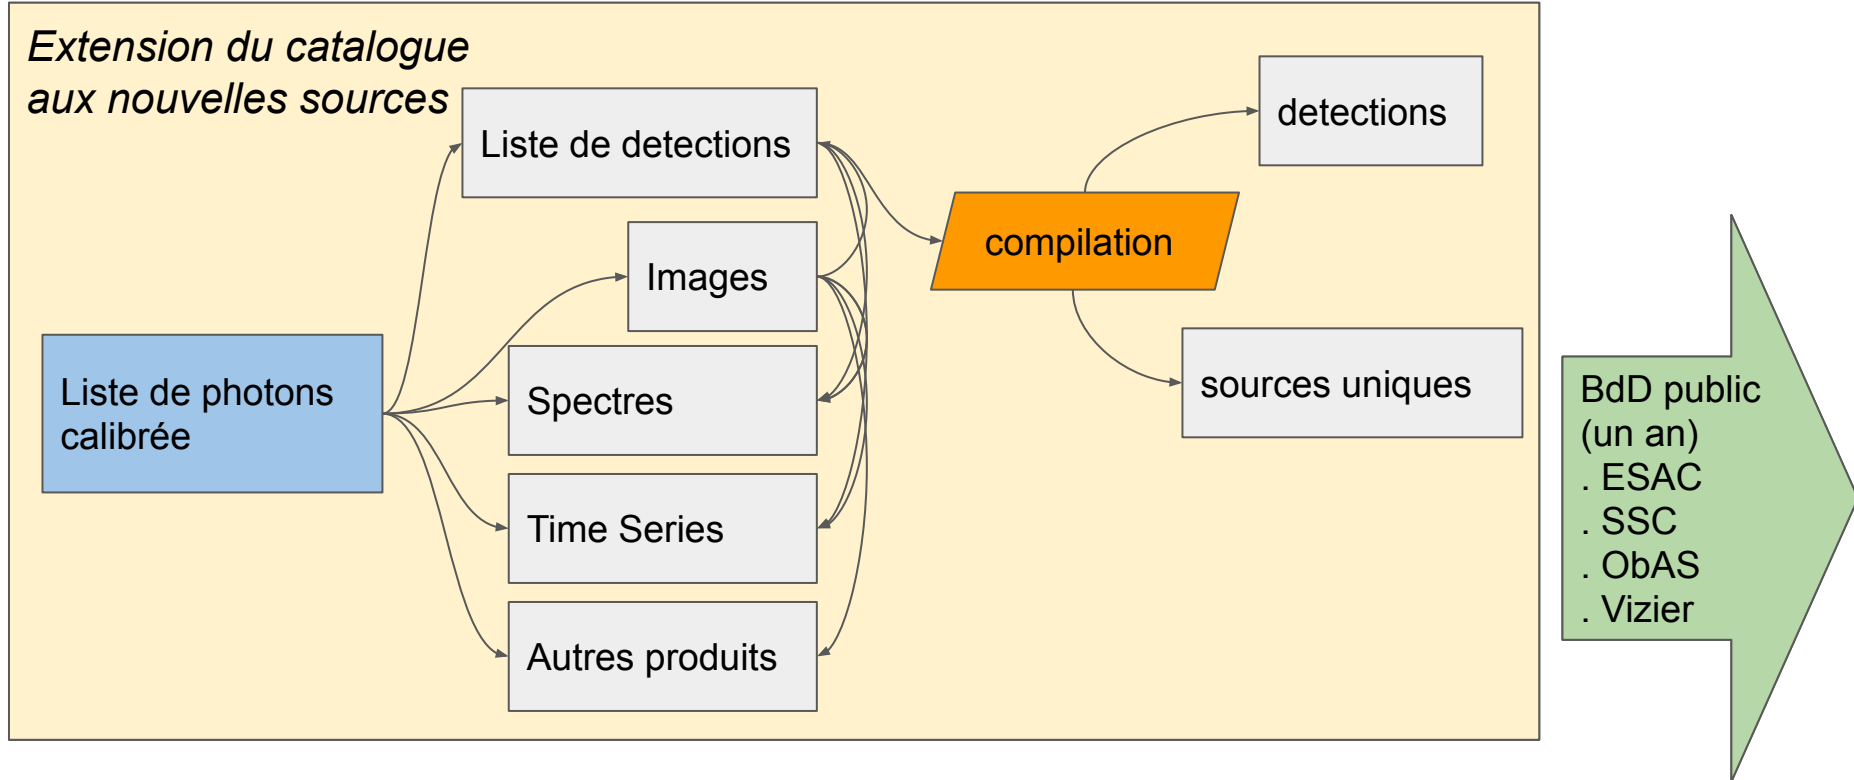 Extension du catalogue
aux nouvelles sources
Liste de detections
Images
Liste de photons
calibrée
Spectres
Time Series
Autres produits
compilation
detections
sources uniques
BdD public
(un an)
. ESAC
. SSC
. ObAS
. Vizier